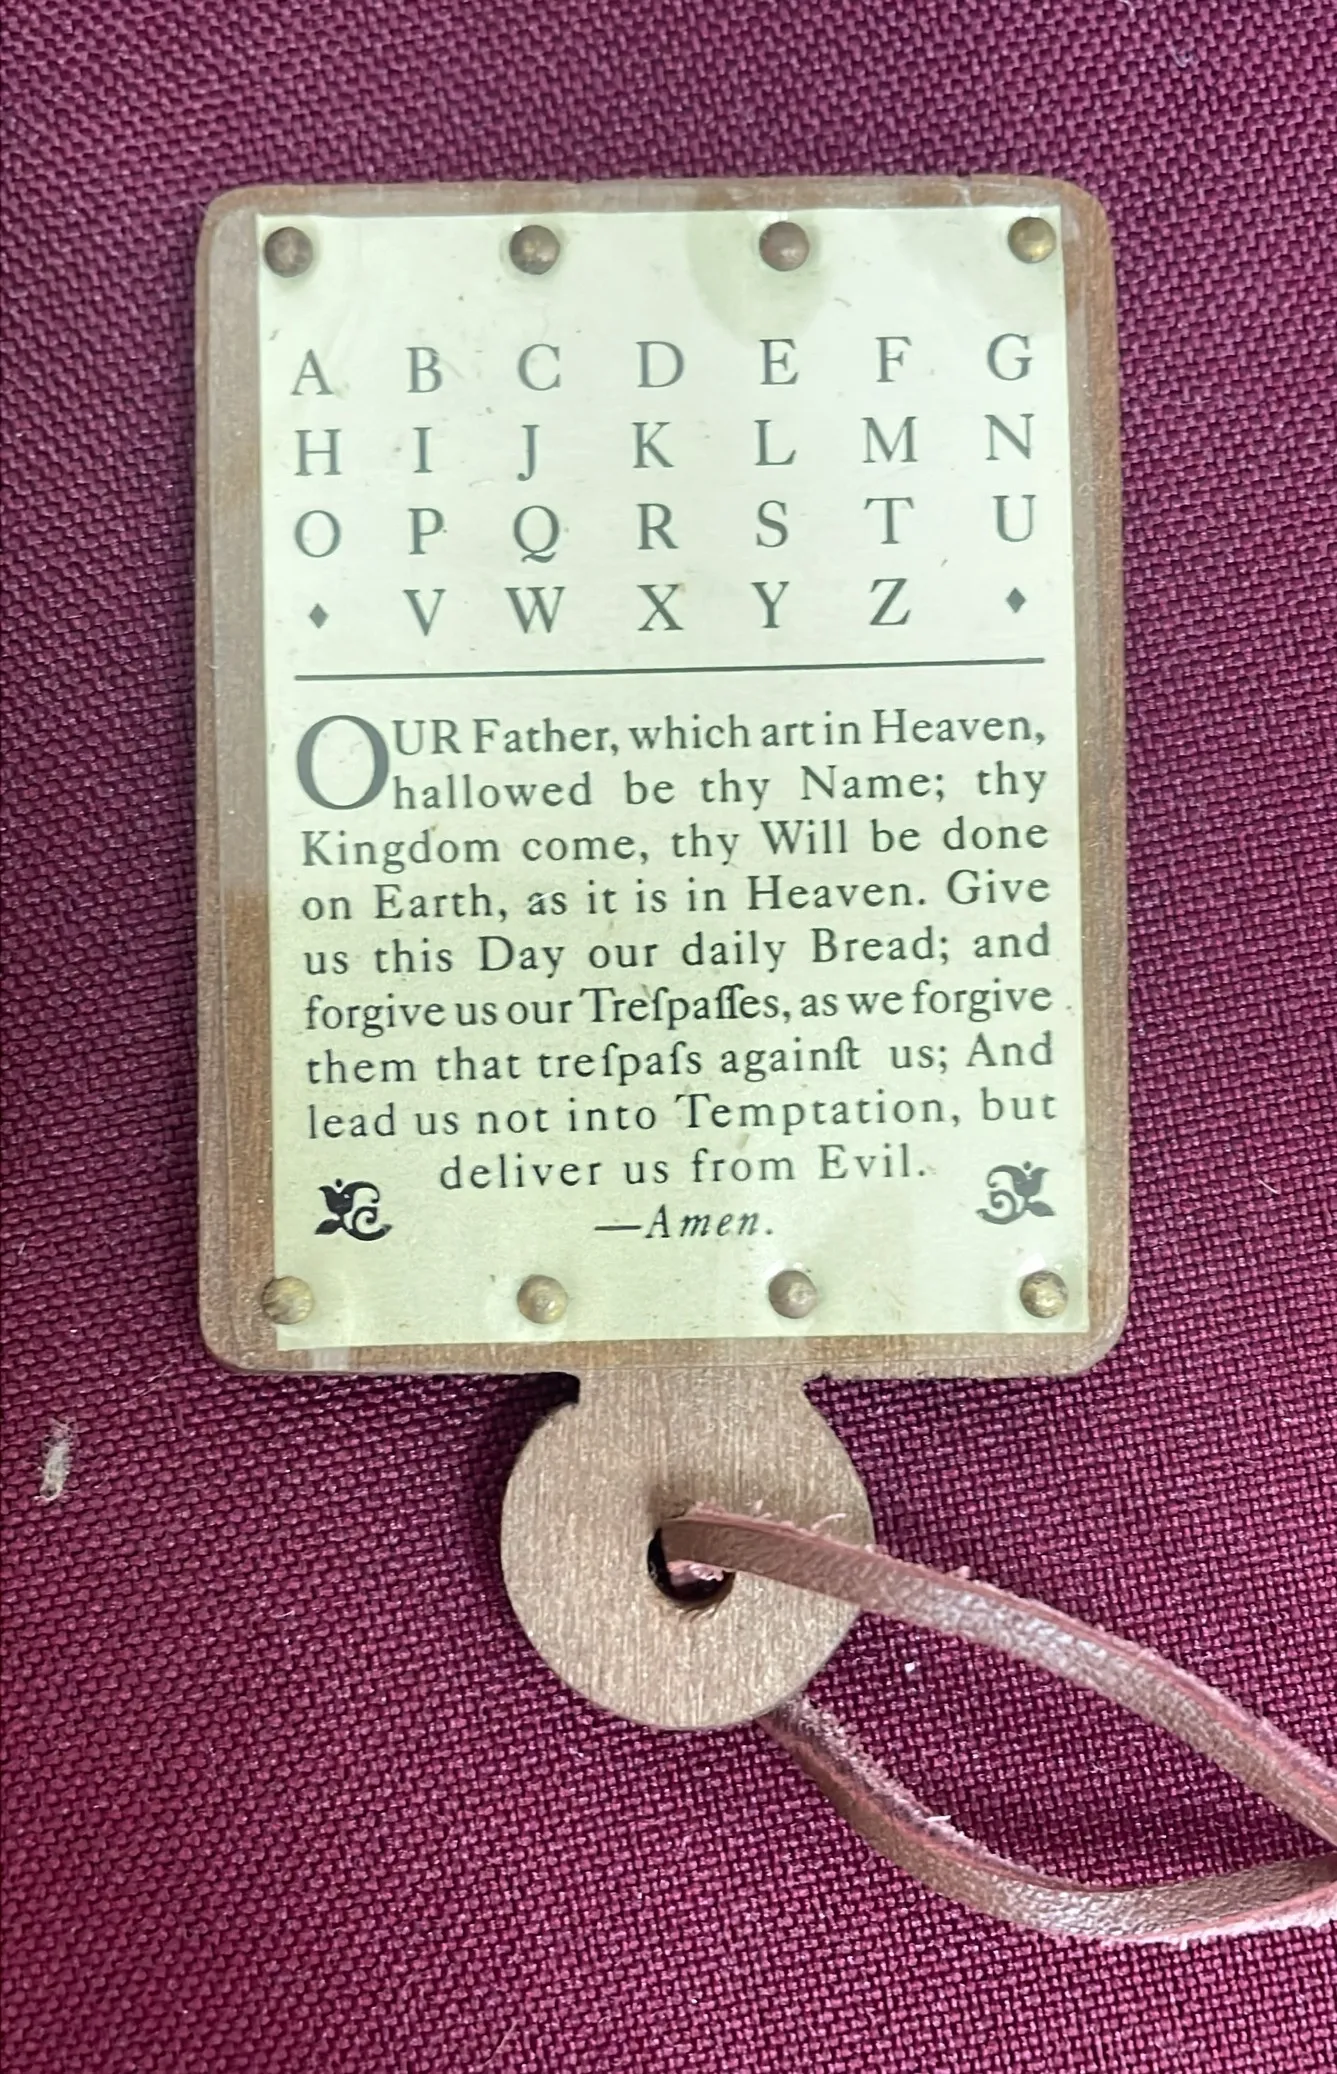 A B C D E F G
H I J K L M N
O P Q R S T U
♦ V W X Y Z ♦
OUR Father, which art in Heaven,
hallowed be thy Name; thy
Kingdom come, thy Will be done
on Earth, as it is in Heaven. Give
us this Day our daily Bread; and
forgive us our Treſpaſſes, as we forgive
them that treſpaſs againſt us; And
lead us not into Temptation, but
deliver us from Evil.
—Amen.